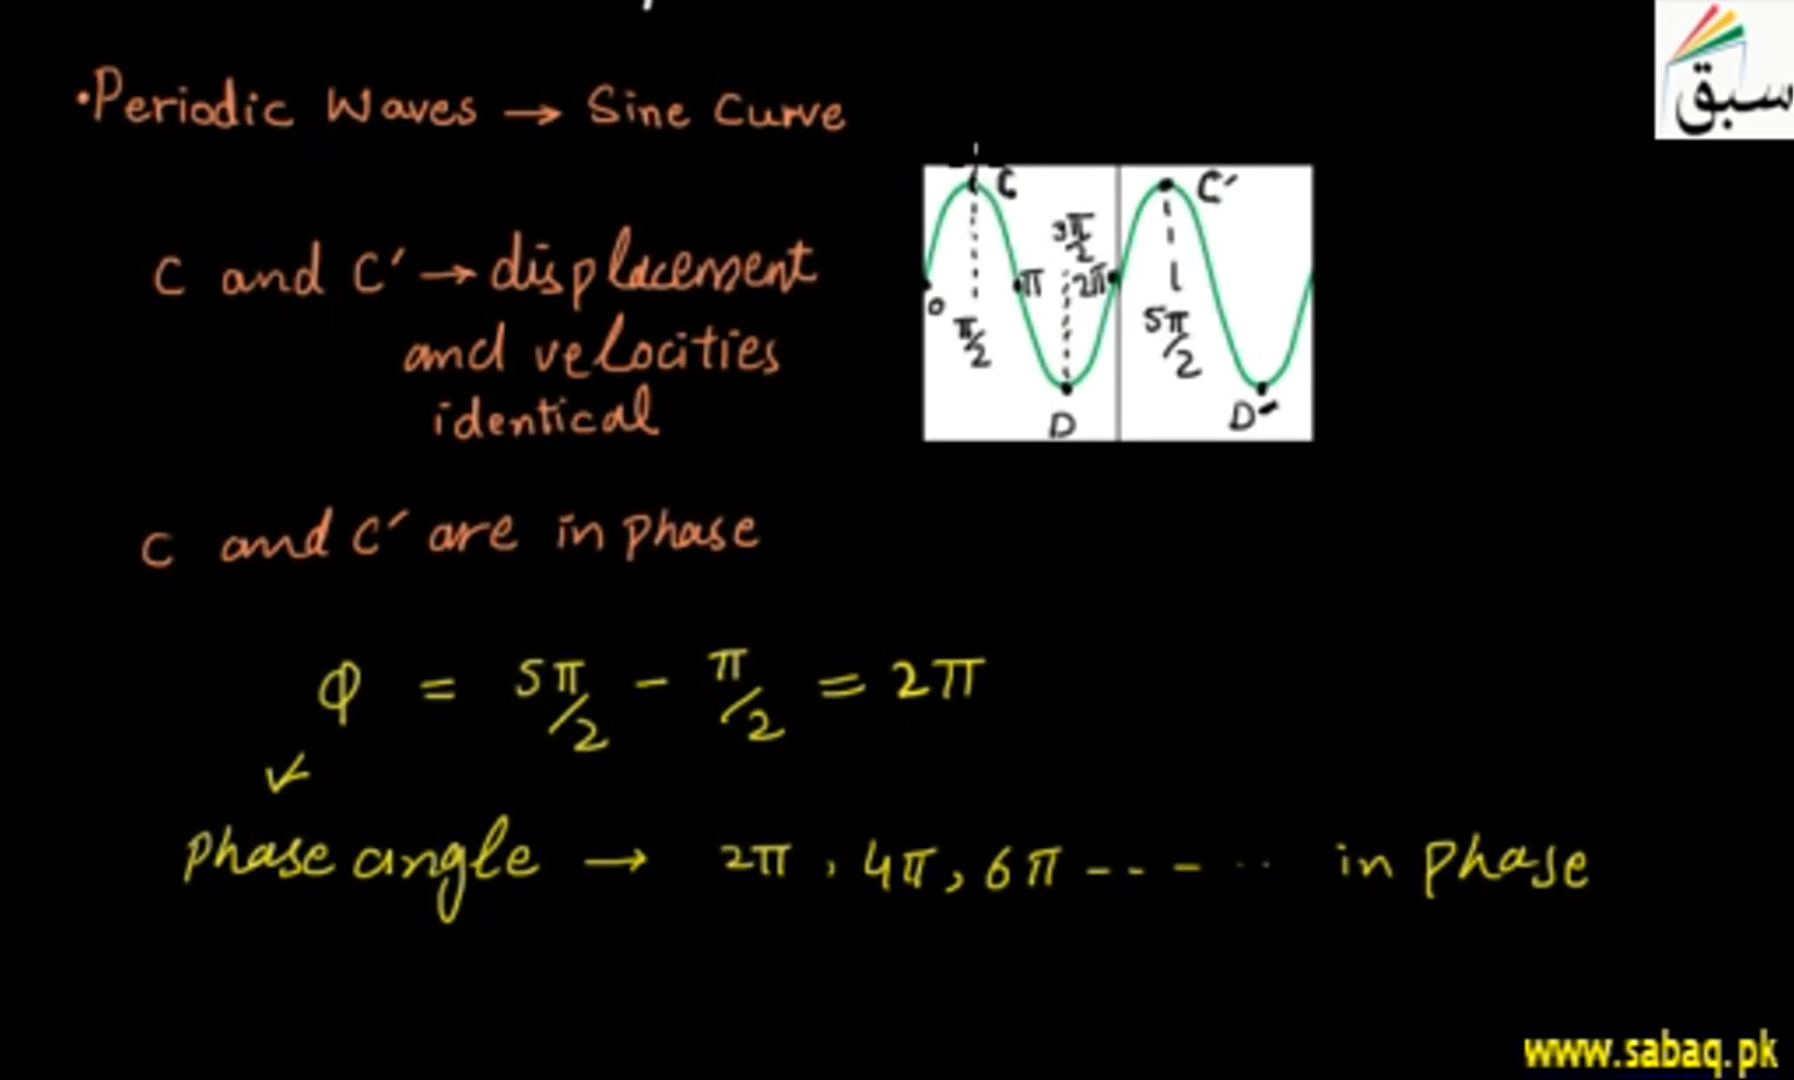 •Periodic Waves → Sine Curve
سبق
C and C′ → displacement
and velocities
identical
C
C′
3π/2
π
2π
0
π/2
5π/2
D
D′
C and C′ are in phase
Φ = 5π/2 - π/2 = 2π
Phase angle → 2π, 4π, 6π ---- -·· in phase
www.sabaq.pk